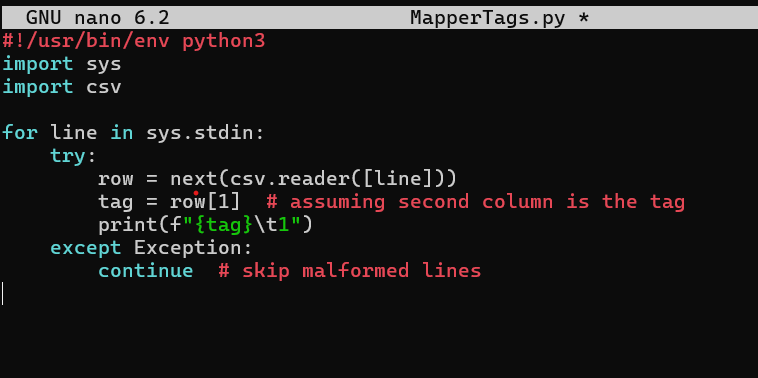 GNU nano 6.2 MapperTags.py *
#!/usr/bin/env python3
import sys
import csv

for line in sys.stdin:
    try:
        row = next(csv.reader([line]))
        tag = row[1]  # assuming second column is the tag
        print(f"{tag}\t1")
    except Exception:
        continue  # skip malformed lines